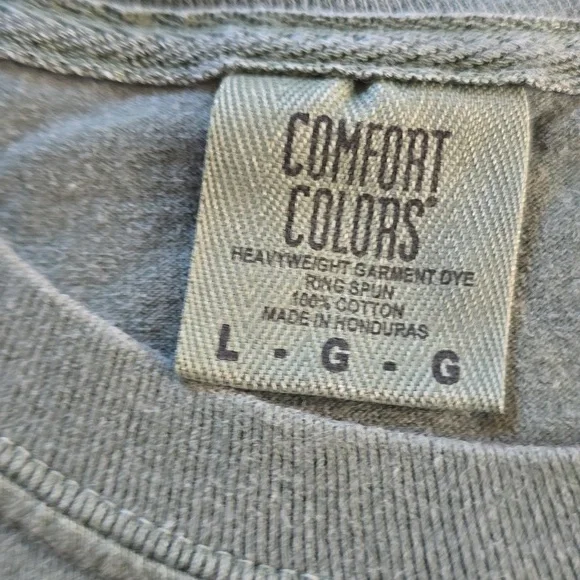 COMFORT
COLORS®
HEAVYWEIGHT GARMENT DYE
RING SPUN
100% COTTON
MADE IN HONDURAS
L - G - G